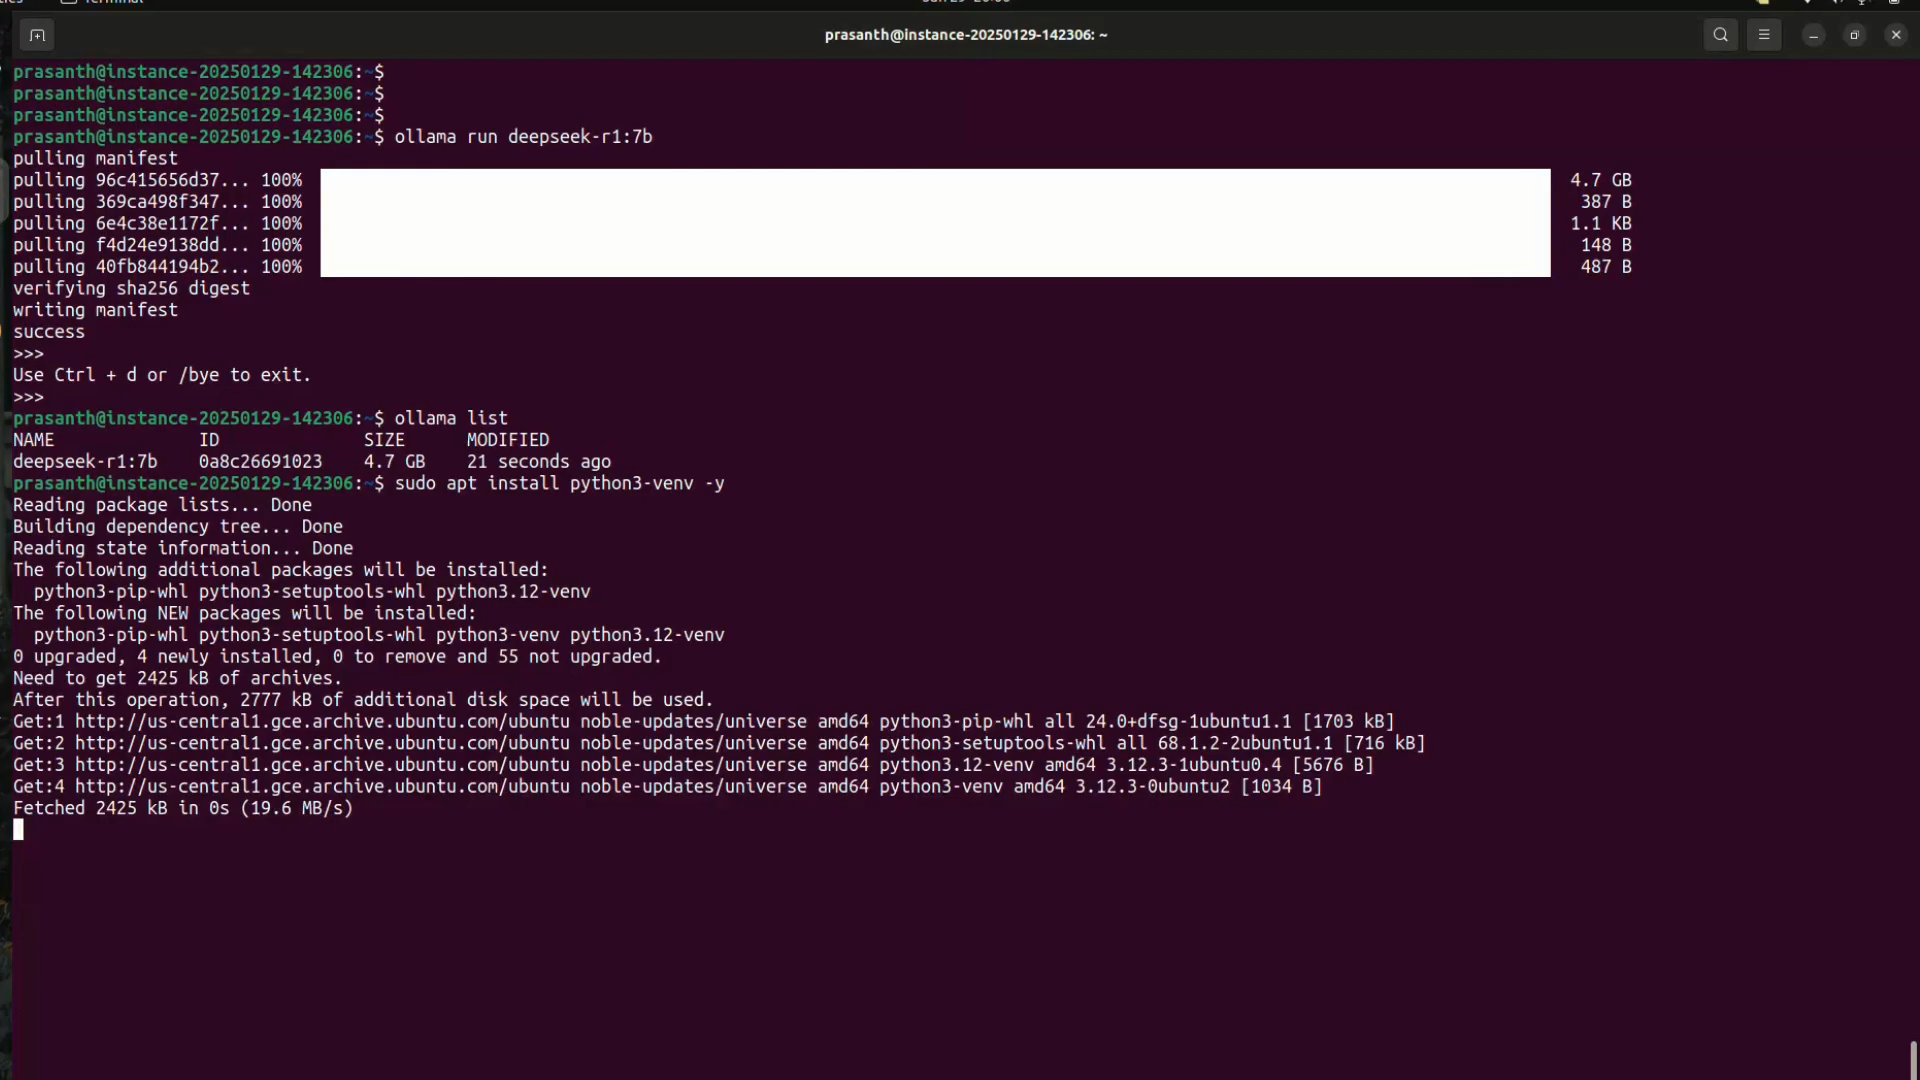 prasanth@instance-20250129-142306: ~
prasanth@instance-20250129-142306:~$
prasanth@instance-20250129-142306:~$
prasanth@instance-20250129-142306:~$
prasanth@instance-20250129-142306:~$ ollama run deepseek-r1:7b
pulling manifest
pulling 96c415656d37... 100% 4.7 GB
pulling 369ca498f347... 100% 387 B
pulling 6e4c38e1172f... 100% 1.1 KB
pulling f4d24e9138dd... 100% 148 B
pulling 40fb844194b2... 100% 487 B
verifying sha256 digest
writing manifest
success
>>>
Use Ctrl + d or /bye to exit.
>>>
prasanth@instance-20250129-142306:~$ ollama list
NAME ID SIZE MODIFIED
deepseek-r1:7b 0a8c26691023 4.7 GB 21 seconds ago
prasanth@instance-20250129-142306:~$ sudo apt install python3-venv -y
Reading package lists... Done
Building dependency tree... Done
Reading state information... Done
The following additional packages will be installed:
python3-pip-whl python3-setuptools-whl python3.12-venv
The following NEW packages will be installed:
python3-pip-whl python3-setuptools-whl python3-venv python3.12-venv
0 upgraded, 4 newly installed, 0 to remove and 55 not upgraded.
Need to get 2425 kB of archives.
After this operation, 2777 kB of additional disk space will be used.
Get:1 http://us-central1.gce.archive.ubuntu.com/ubuntu noble-updates/universe amd64 python3-pip-whl all 24.0+dfsg-1ubuntu1.1 [1703 kB]
Get:2 http://us-central1.gce.archive.ubuntu.com/ubuntu noble-updates/universe amd64 python3-setuptools-whl all 68.1.2-2ubuntu1.1 [716 kB]
Get:3 http://us-central1.gce.archive.ubuntu.com/ubuntu noble-updates/universe amd64 python3.12-venv amd64 3.12.3-1ubuntu0.4 [5676 B]
Get:4 http://us-central1.gce.archive.ubuntu.com/ubuntu noble-updates/universe amd64 python3-venv amd64 3.12.3-0ubuntu2 [1034 B]
Fetched 2425 kB in 0s (19.6 MB/s)